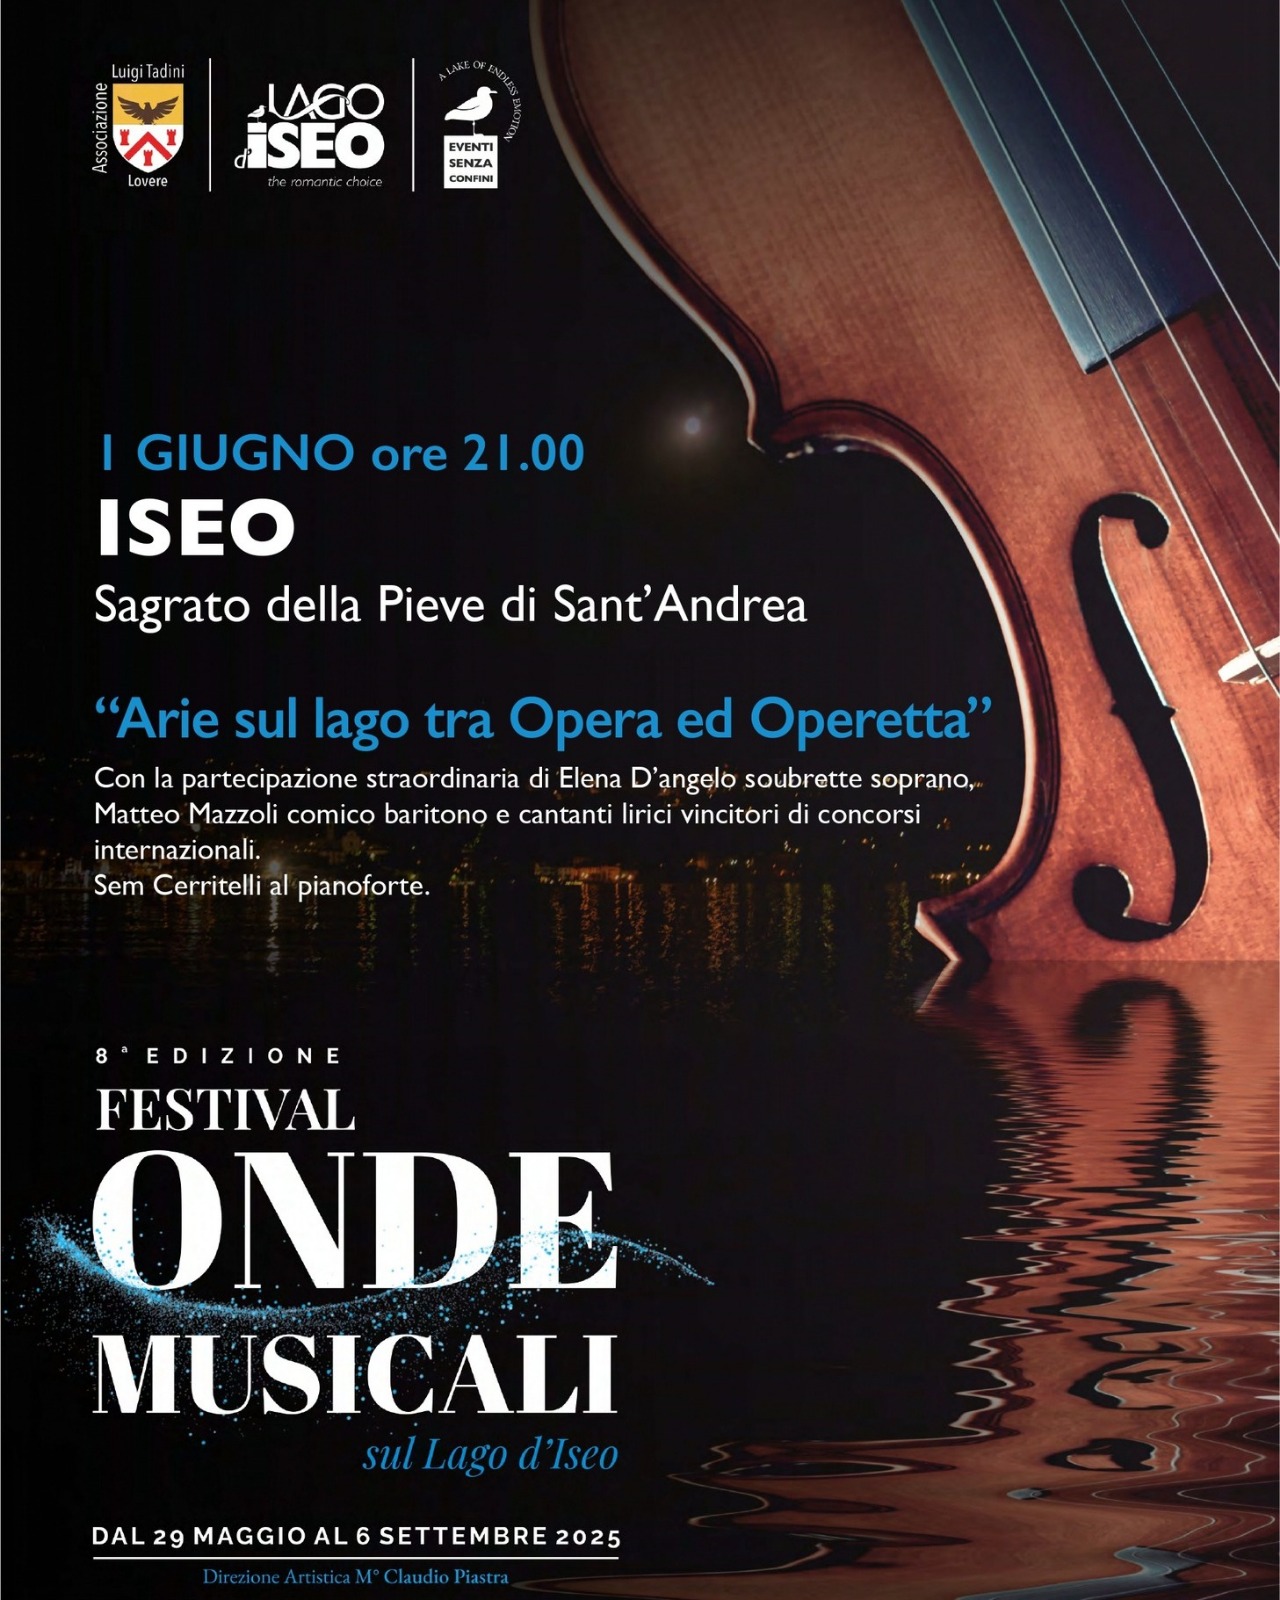 Luigi Tadini
Associazione
Lovere
LAGO
d'iSEO
the romantic choice
A LAKE OF ENDLESS EMOTION
EVENTI
SENZA
CONFINI
1 GIUGNO ore 21.00
ISEO
Sagrato della Pieve di Sant'Andrea
“Arie sul lago tra Opera ed Operetta”
Con la partecipazione straordinaria di Elena D'angelo soubrette soprano,
Matteo Mazzoli comico baritono e cantanti lirici vincitori di concorsi
internazionali.
Sem Cerritelli al pianoforte.
8ª EDIZIONE
FESTIVAL
ONDE
MUSICALI
sul Lago d'Iseo
DAL 29 MAGGIO AL 6 SETTEMBRE 2025
Direzione Artistica M° Claudio Piastra